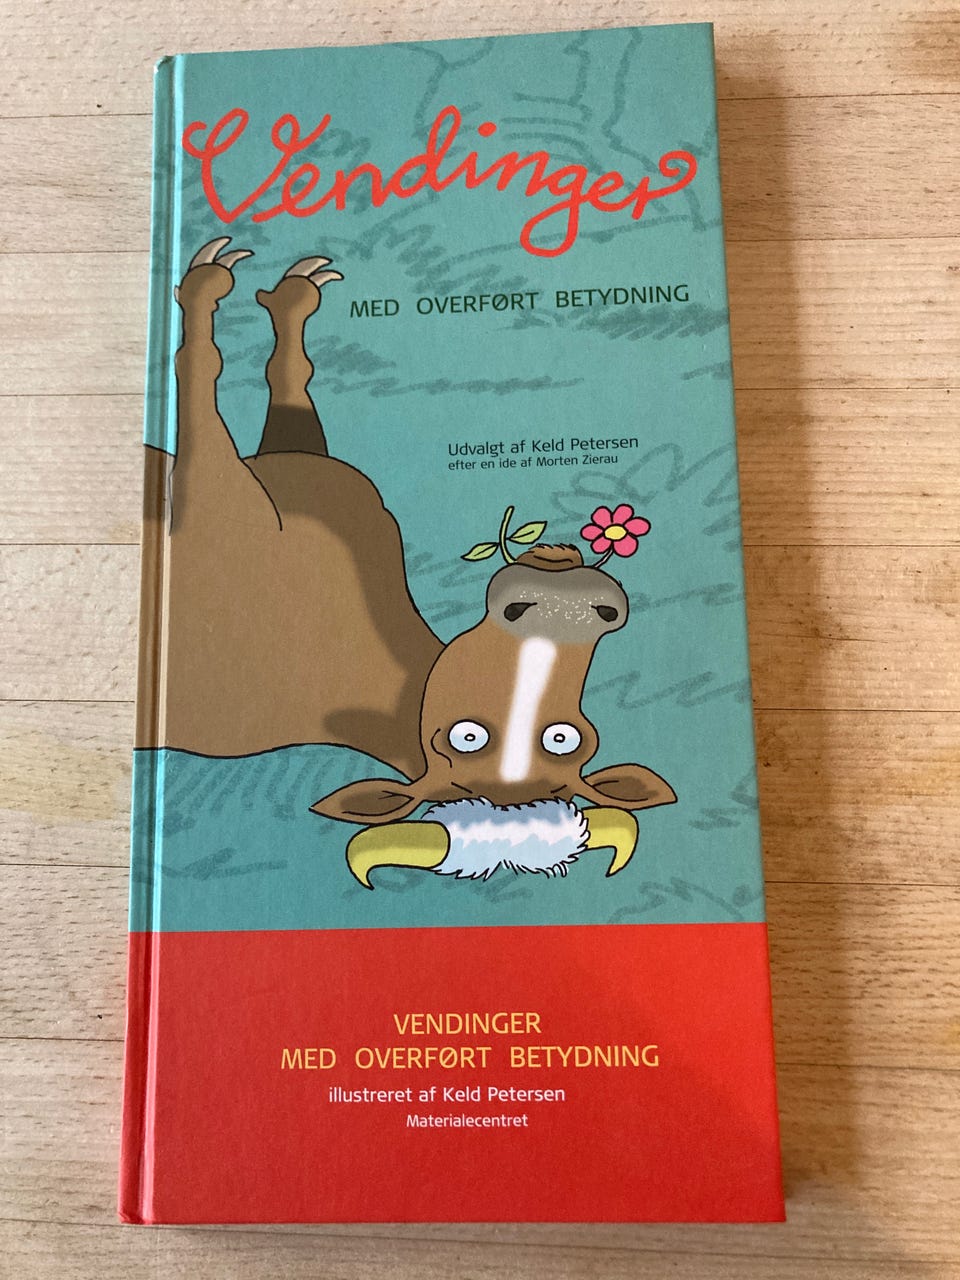 Vendinger
MED OVERFØRT BETYDNING
Udvalgt af Keld Petersen
efter en ide af Morten Zierau
VENDINGER
MED OVERFØRT BETYDNING
illustreret af Keld Petersen
Materialecentret